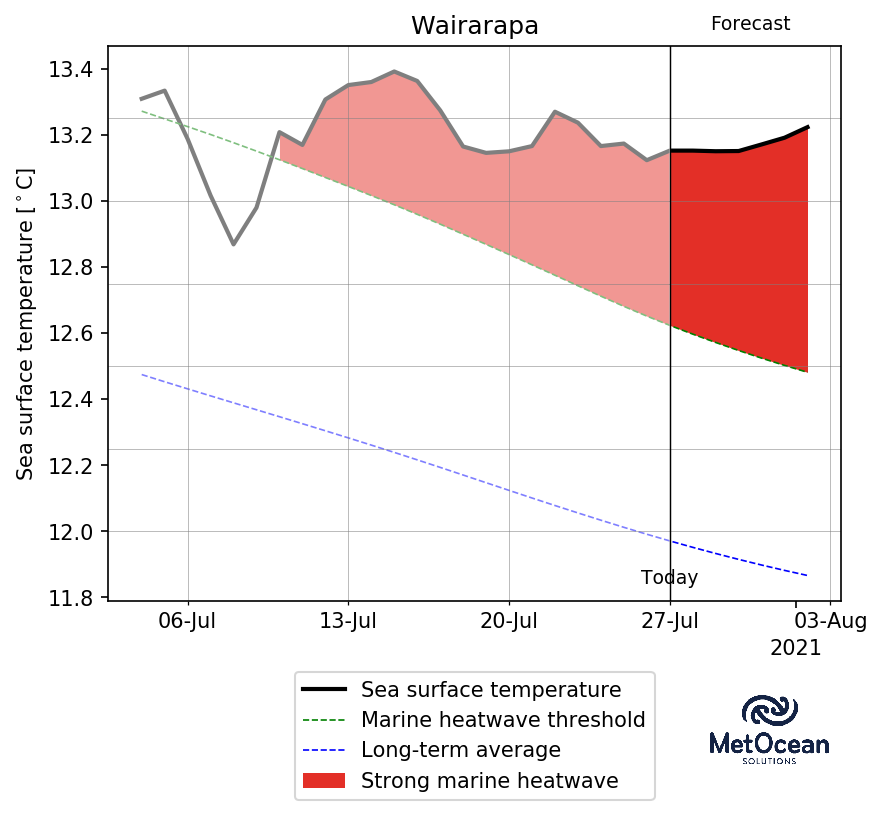 Wairarapa
Forecast
Sea surface temperature [°C]
13.4
13.2
13.0
12.8
12.6
12.4
12.2
12.0
11.8
Today
06-Jul
13-Jul
20-Jul
27-Jul
03-Aug
2021
Sea surface temperature
Marine heatwave threshold
Long-term average
Strong marine heatwave
MetOcean
SOLUTIONS